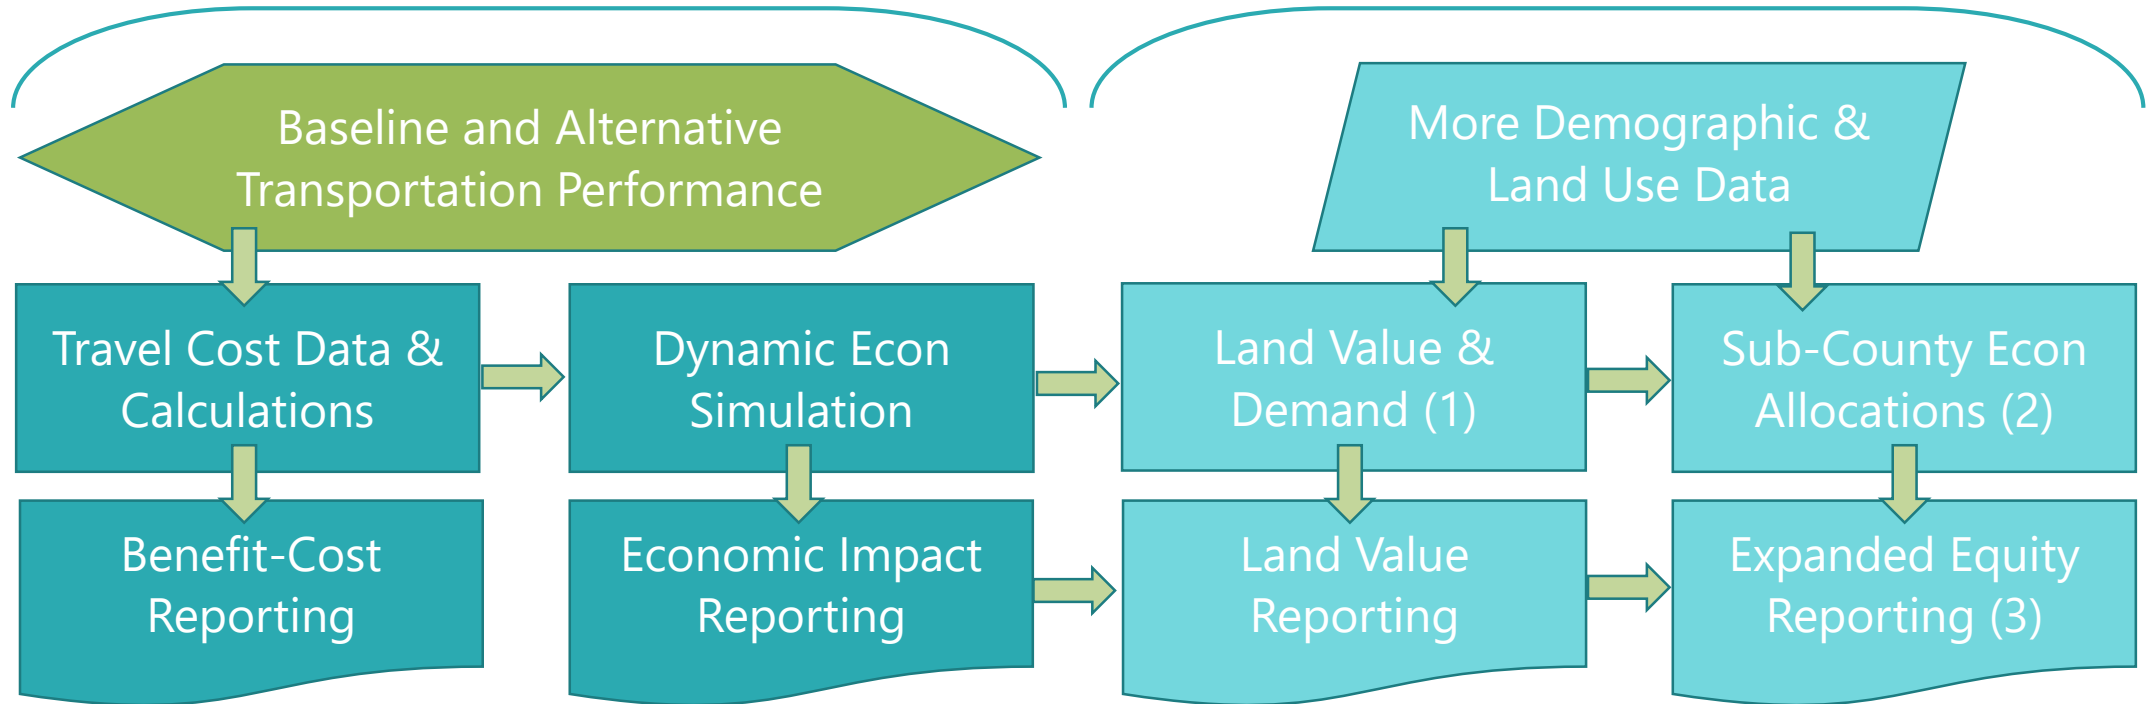 Baseline and Alternative
Transportation Performance
More Demographic &
Land Use Data
Travel Cost Data &
Calculations
Dynamic Econ
Simulation
Land Value &
Demand (1)
Sub-County Econ
Allocations (2)
Benefit-Cost
Reporting
Economic Impact
Reporting
Land Value
Reporting
Expanded Equity
Reporting (3)